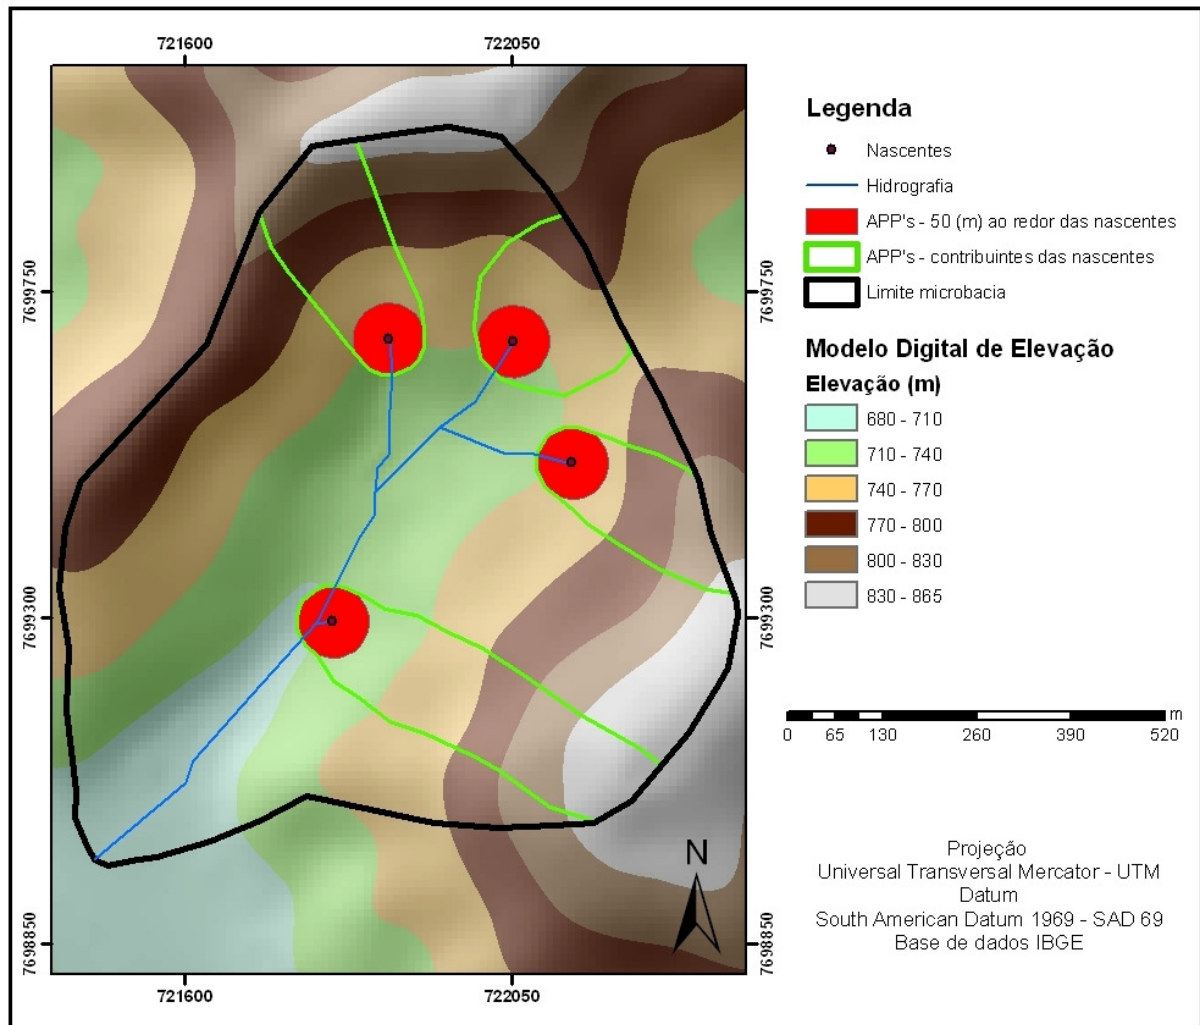 721600
722050
7699750
7699300
7698850
7699750
7699300
7698850
721600
722050
N
Legenda
Nascentes
Hidrografia
APP's - 50 (m) ao redor das nascentes
APP's - contribuintes das nascentes
Limite microbacia
Modelo Digital de Elevação
Elevação (m)
680 - 710
710 - 740
740 - 770
770 - 800
800 - 830
830 - 865
m
0 65 130 260 390 520
Projeção
Universal Transversal Mercator - UTM
Datum
South American Datum 1969 - SAD 69
Base de dados IBGE